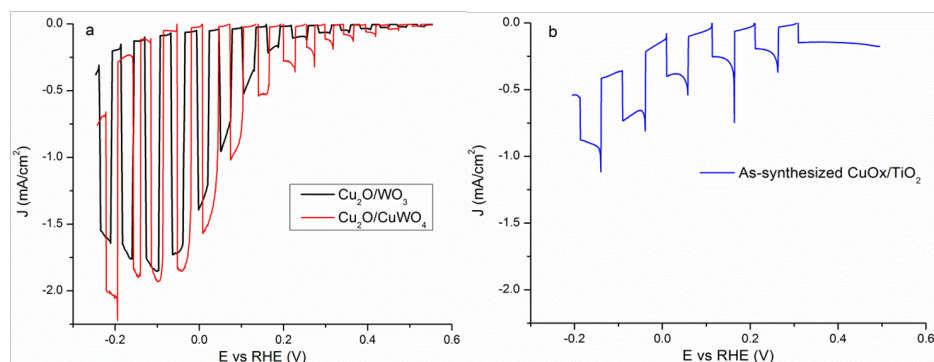 a
0.0
-0.5
-1.0
-1.5
-2.0
J (mA/cm²)
Cu₂O/WO₃
Cu₂O/CuWO₄
-0.2 0.0 0.2 0.4 0.6
E vs RHE (V)
b
0.0
-0.5
-1.0
-1.5
-2.0
J (mA/cm²)
As-synthesized CuOx/TiO₂
-0.2 0.0 0.2 0.4 0.6
E vs RHE (V)